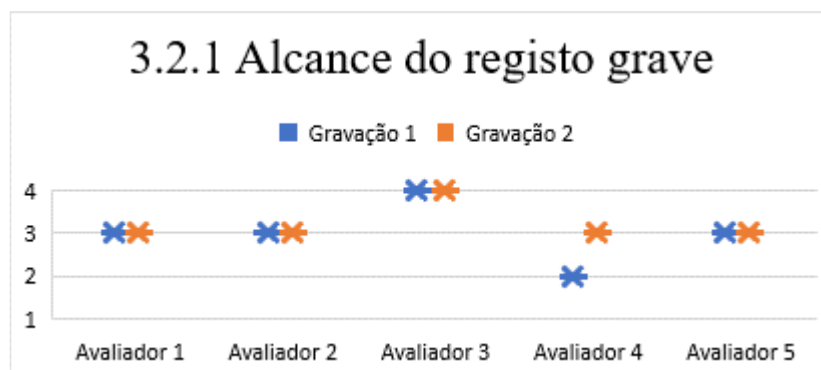 3.2.1 Alcance do registo grave
Gravação 1 Gravação 2
4
3
2
1
Avaliador 1 Avaliador 2 Avaliador 3 Avaliador 4 Avaliador 5